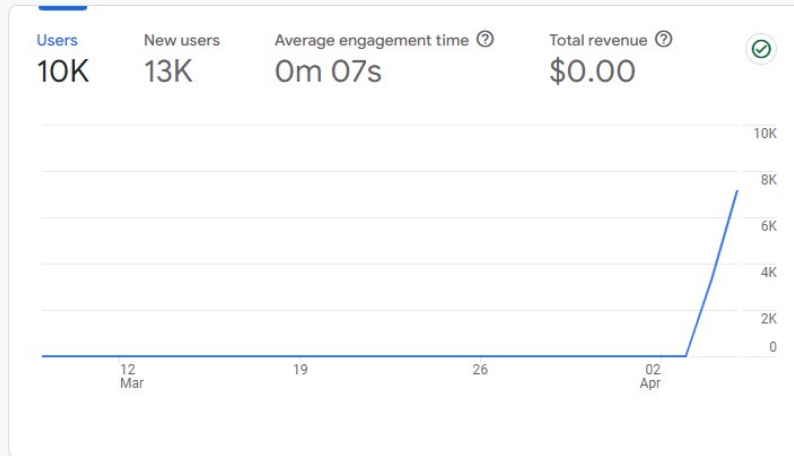 Users
10K
New users
13K
Average engagement time
0m 07s
Total revenue
$0.00
10K
8K
6K
4K
2K
0
12
Mar
19
26
02
Apr